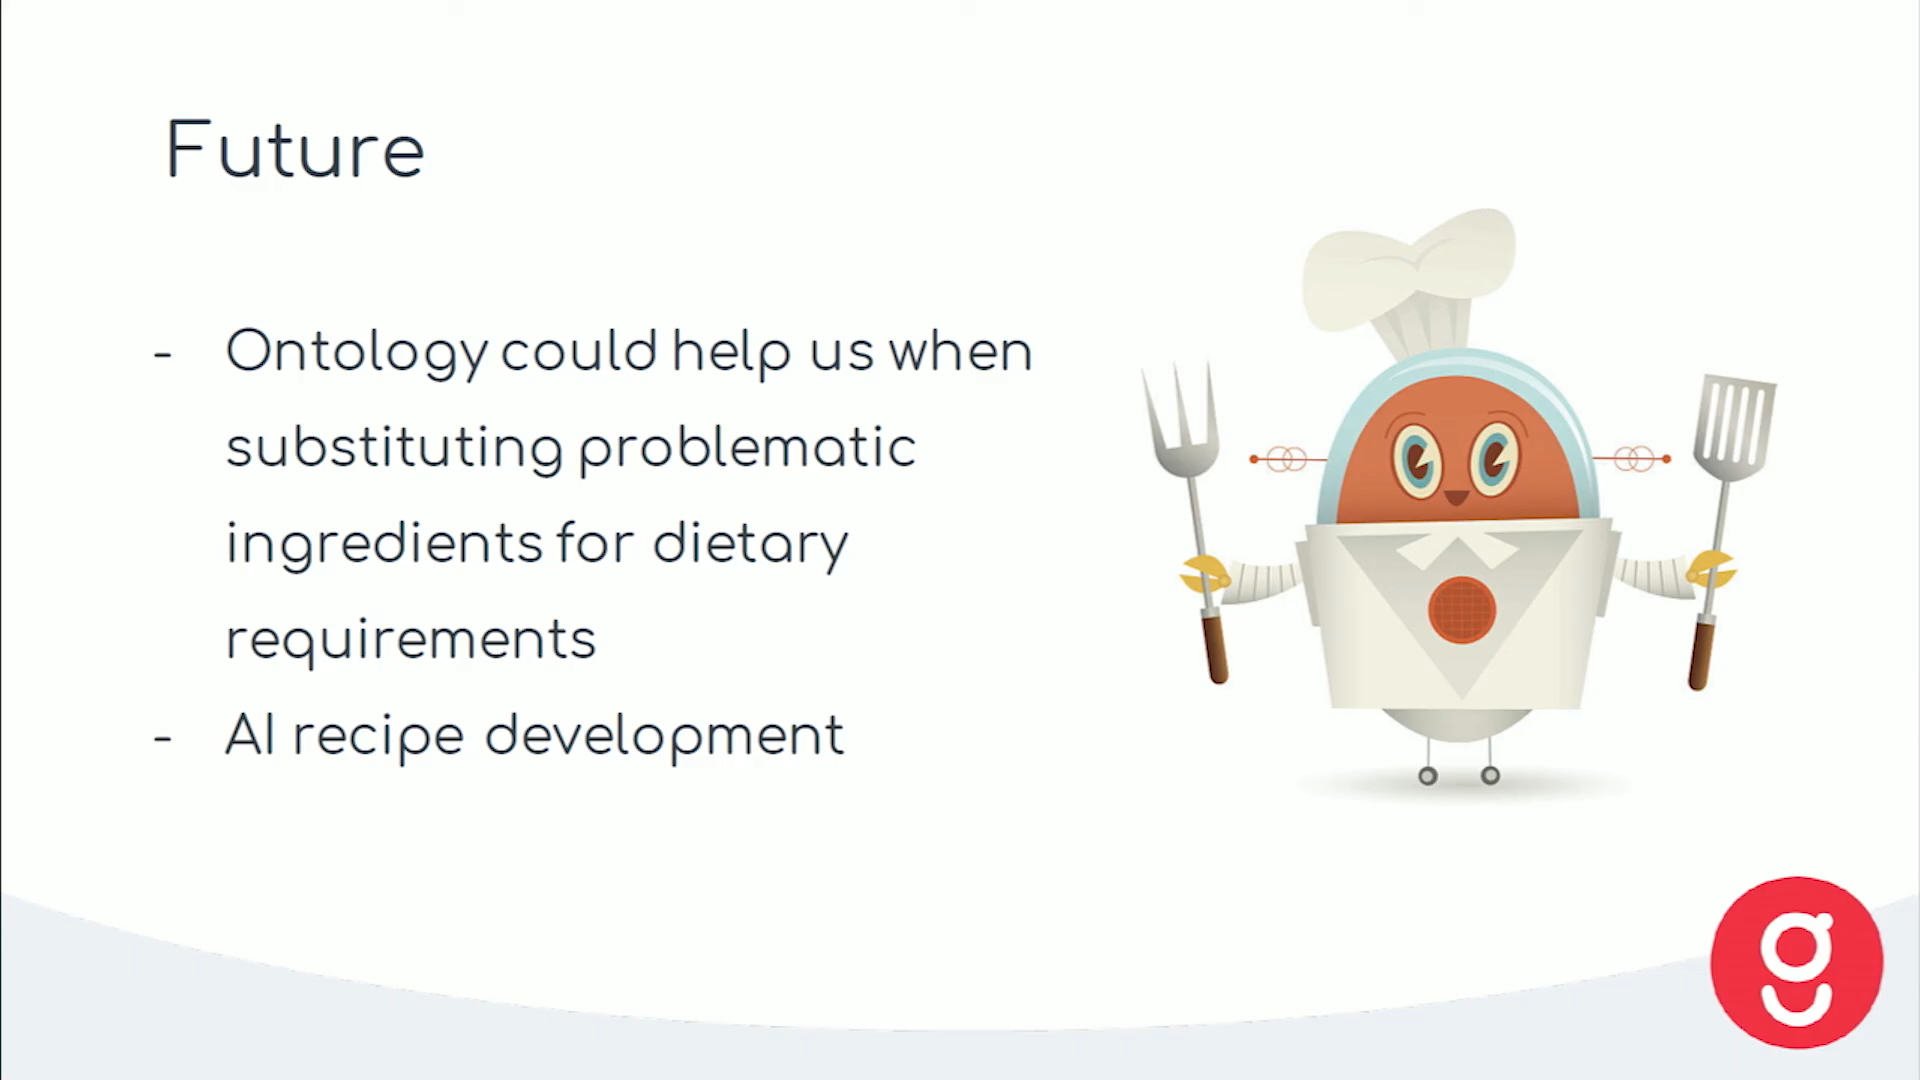 Future
- Ontology could help us when
substituting problematic
ingredients for dietary
requirements
- AI recipe development
g